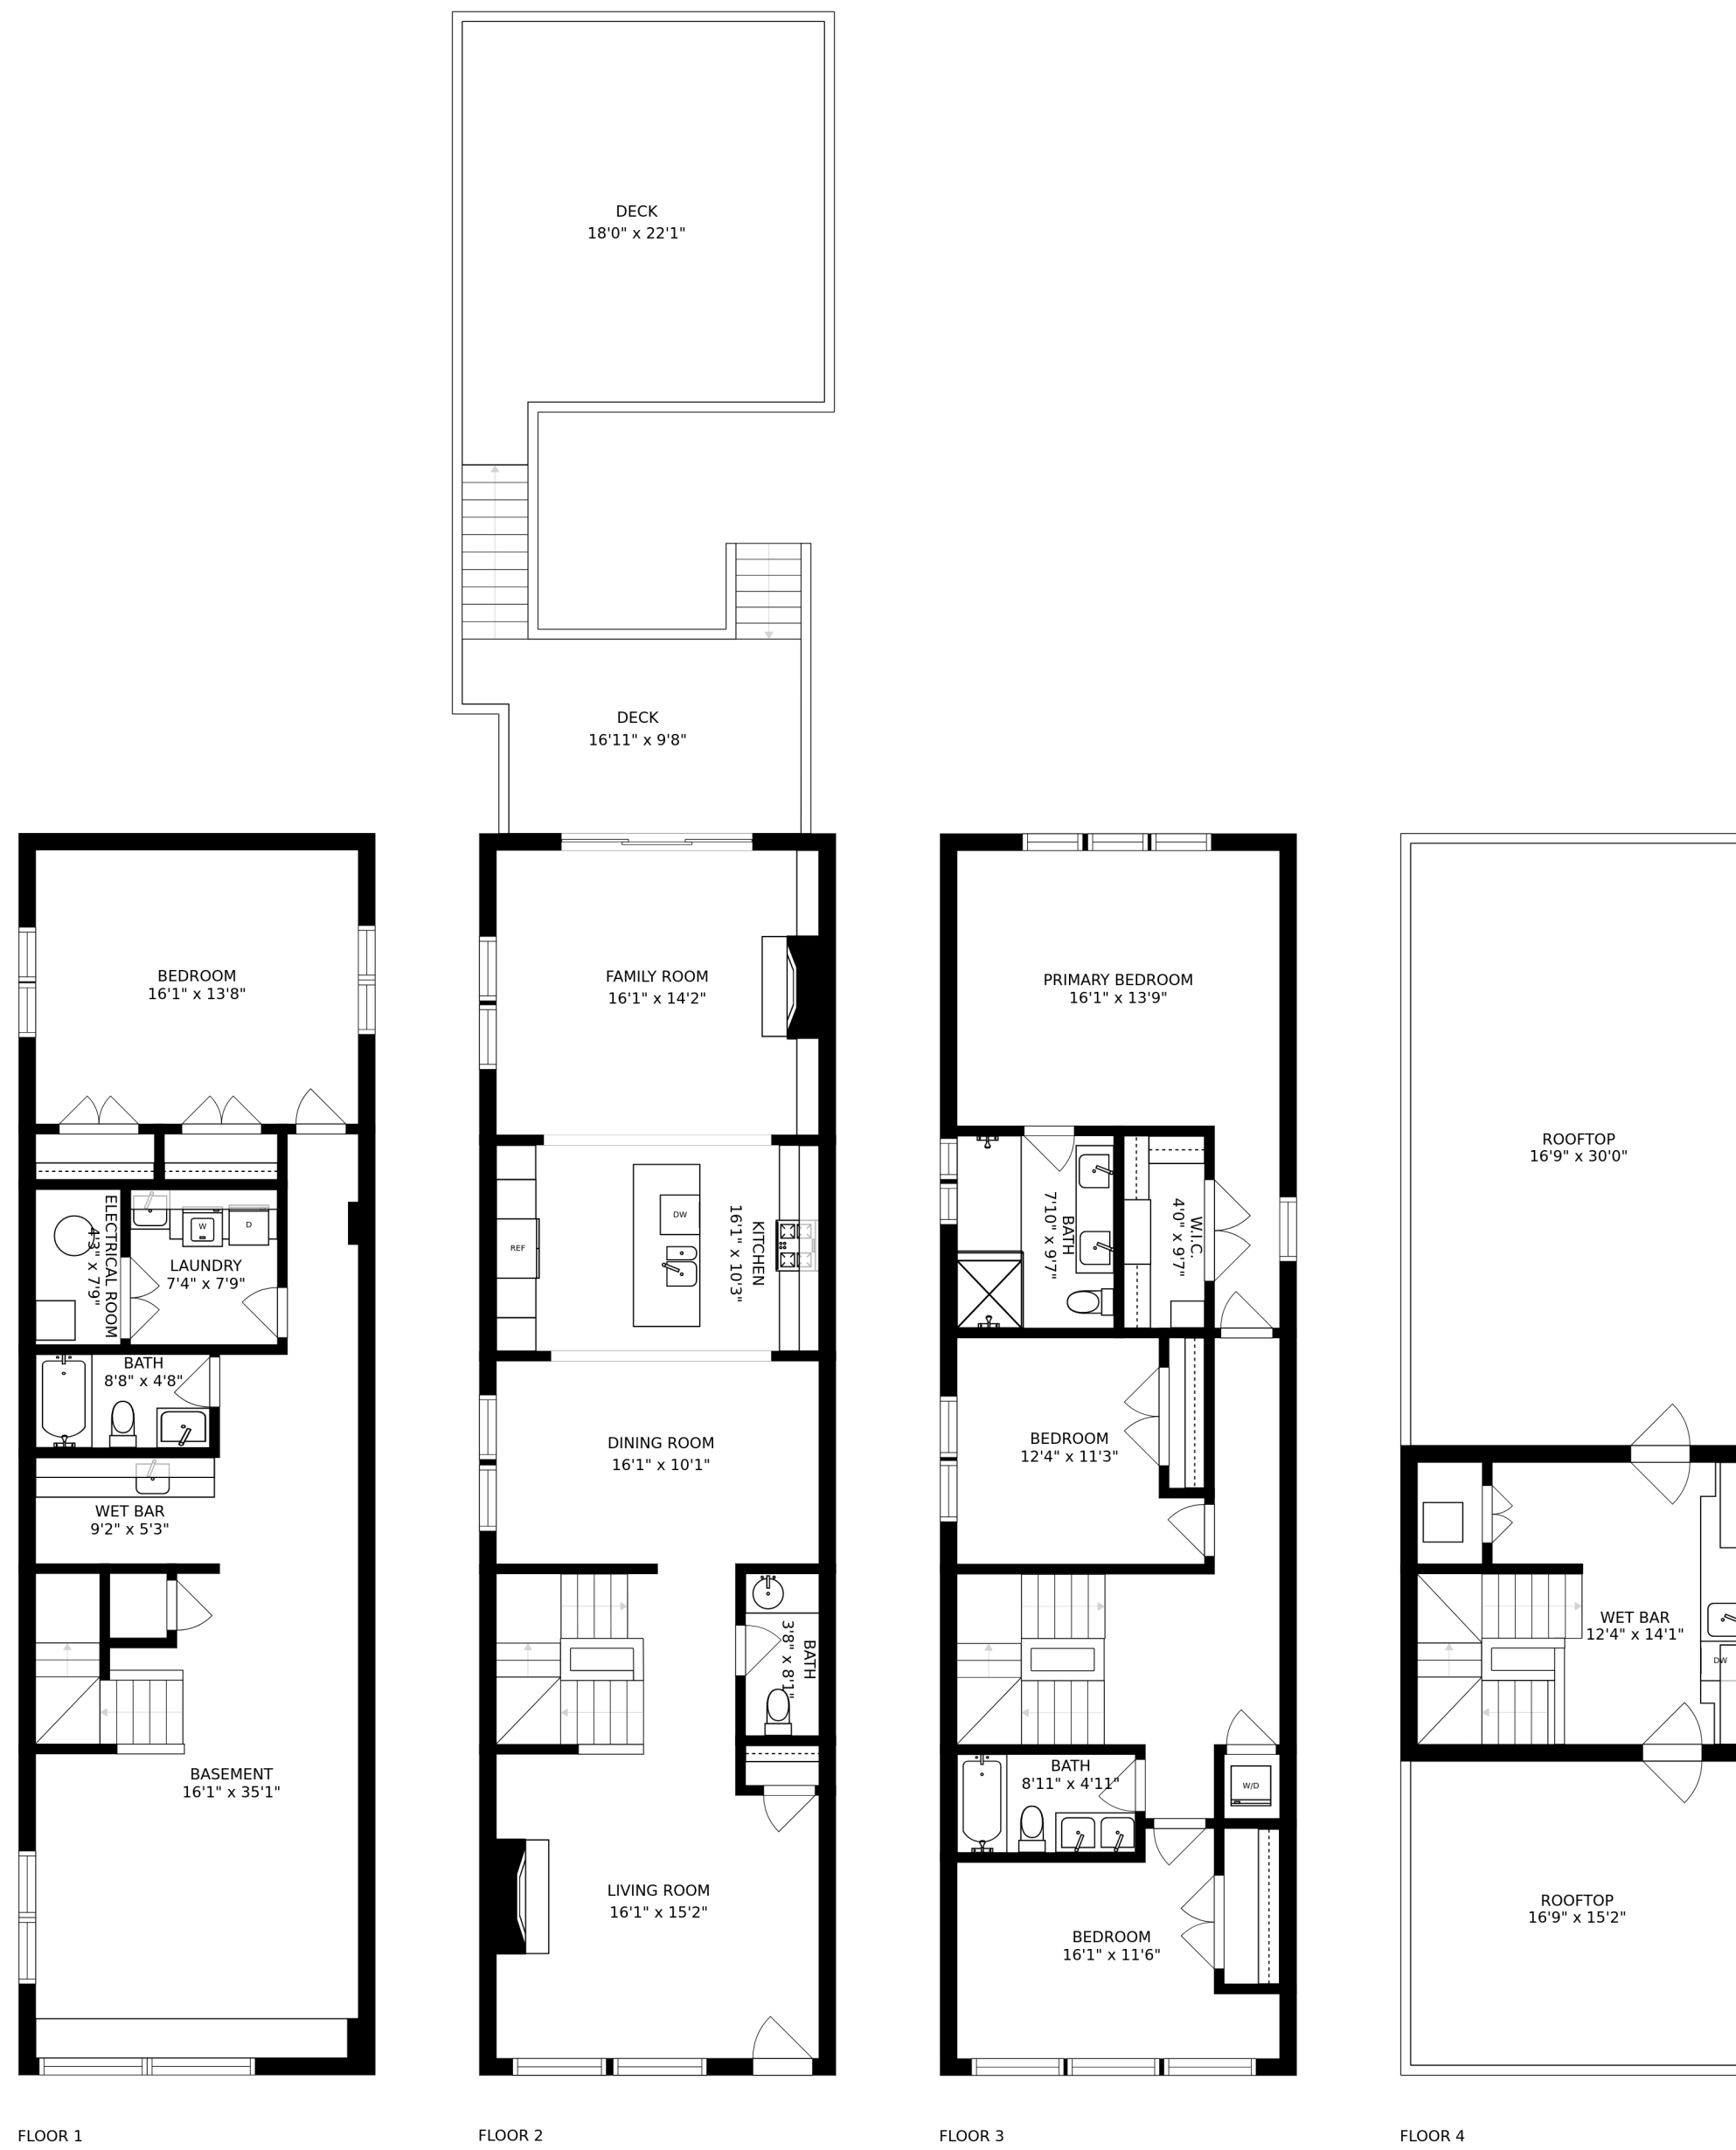 DECK
18'0" x 22'1"
DECK
16'11" x 9'8"
BEDROOM
16'1" x 13'8"
ELECTRICAL ROOM
4'3" x 7'9"
W
D
LAUNDRY
7'4" x 7'9"
BATH
8'8" x 4'8"
WET BAR
9'2" x 5'3"
BASEMENT
16'1" x 35'1"
FLOOR 1
FAMILY ROOM
16'1" x 14'2"
REF
DW
KITCHEN
16'1" x 10'3"
DINING ROOM
16'1" x 10'1"
BATH
3'8" x 8'1"
LIVING ROOM
16'1" x 15'2"
FLOOR 2
PRIMARY BEDROOM
16'1" x 13'9"
BATH
7'10" x 9'7"
W.I.C.
4'0" x 9'7"
BEDROOM
12'4" x 11'3"
BATH
8'11" x 4'11"
W/D
BEDROOM
16'1" x 11'6"
FLOOR 3
ROOFTOP
16'9" x 30'0"
WET BAR
12'4" x 14'1"
DW
ROOFTOP
16'9" x 15'2"
FLOOR 4